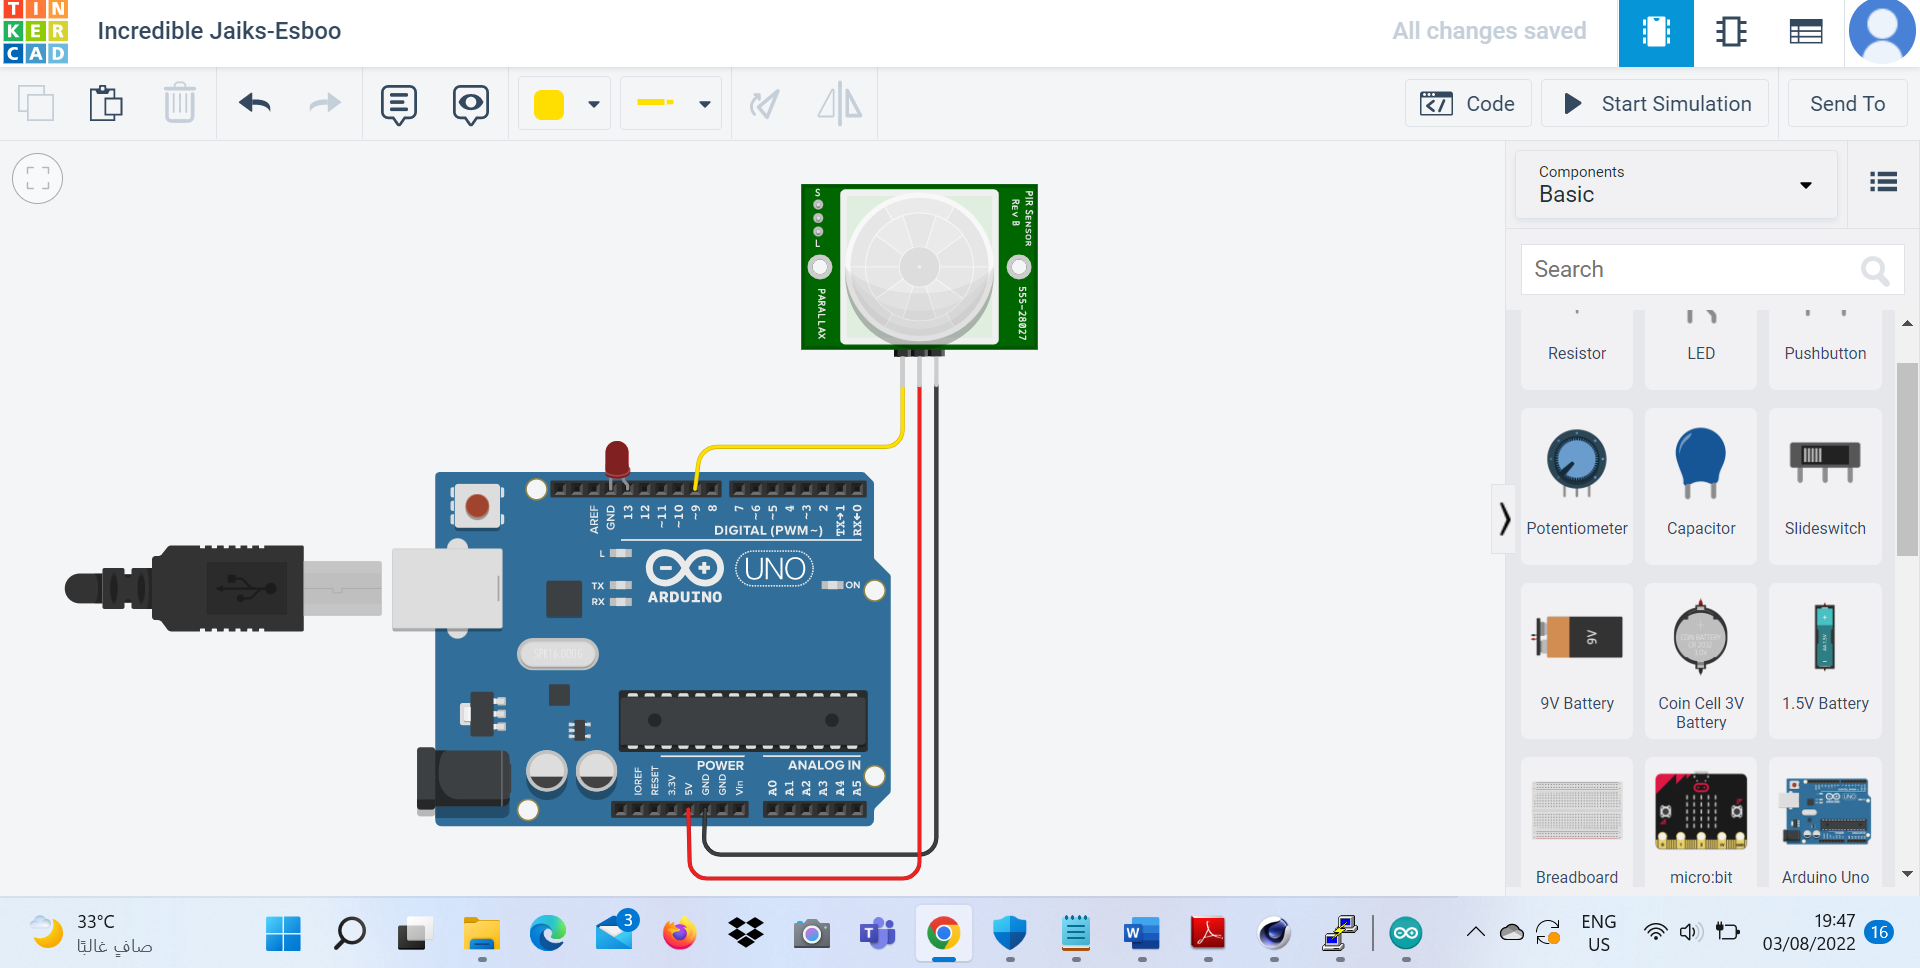 TIN
KER
CAD
Incredible Jaiks-Esboo
All changes saved
Code
Start Simulation
Send To
Components
Basic
Search
Resistor
LED
Pushbutton
Potentiometer
Capacitor
Slideswitch
9V
9V Battery
Coin Cell 3V
Battery
1.5V Battery
Breadboard
micro:bit
Arduino Uno
S
L
PIR SENSOR
REV B
PARALLAX
555-28027
AREF
GND
13
12
~11
~10
~9
8
7
~6
~5
4
~3
2
TX→1
RX←0
DIGITAL (PWM~)
L
TX
RX
ARDUINO
UNO
ON
POWER
ANALOG IN
IOREF
RESET
3.3V
5V
GND
GND
Vin
A0
A1
A2
A3
A4
A5
33°C
صافٍ غالبًا
3
ENG
US
19:47
03/08/2022
16